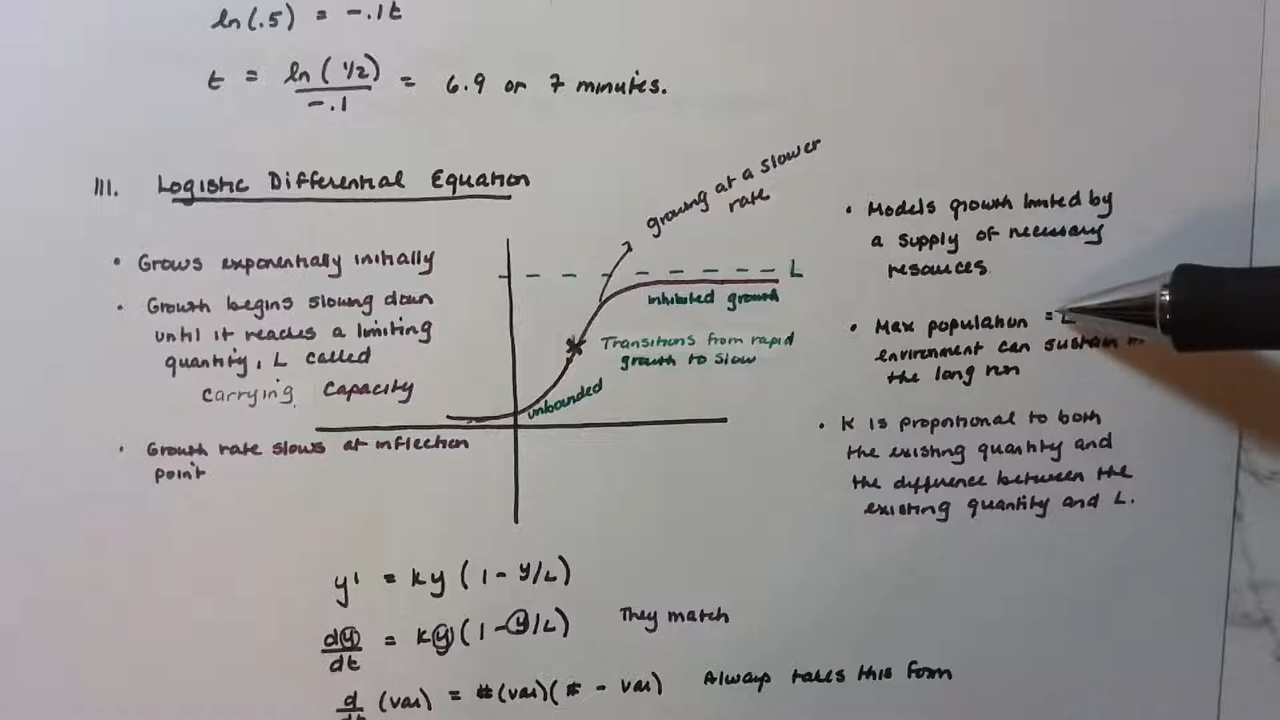 ln(.5) = -.1t
t = ln(1/2) / -.1 = 6.9 or 7 minutes.
III. Logistic Differential Equation
• Grows exponentially initially
• Growth begins slowing down
until it reaches a limiting
quantity, L called
carrying capacity
• Growth rate slows at inflection
point
growing at a slower
rate
L
inhibited growth
Transitions from rapid
growth to slow
unbounded
• Models growth limited by
a supply of necessary
resources
• Max population = L
environment can sustain
the long run
• K is proportional to both
the existing quantity and
the difference between the
existing quantity and L.
y' = ky (1 - y/L)
dy/dt = ky (1 - y/L) They match
d/dt (var) = #(var)(# - var) Always takes this form